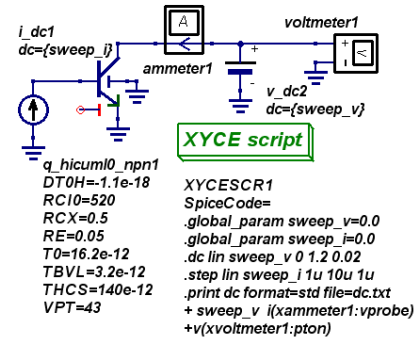 i_dc1
dc={sweep_i}
A
ammeter1
voltmeter1
+
-
V
+
-
v_dc2
dc={sweep_v}
XYCE script
q_hicuml0_npn1
DT0H=-1.1e-18
RCI0=520
RCX=0.5
RE=0.05
T0=16.2e-12
TBVL=3.2e-12
THCS=140e-12
VPT=43
XYCESCR1
SpiceCode=
.global_param sweep_v=0.0
.global_param sweep_i=0.0
.dc lin sweep_v 0 1.2 0.02
.step lin sweep_i 1u 10u 1u
.print dc format=std file=dc.txt
+ sweep_v i(xammeter1:vprobe)
+v(xvoltmeter1:pton)